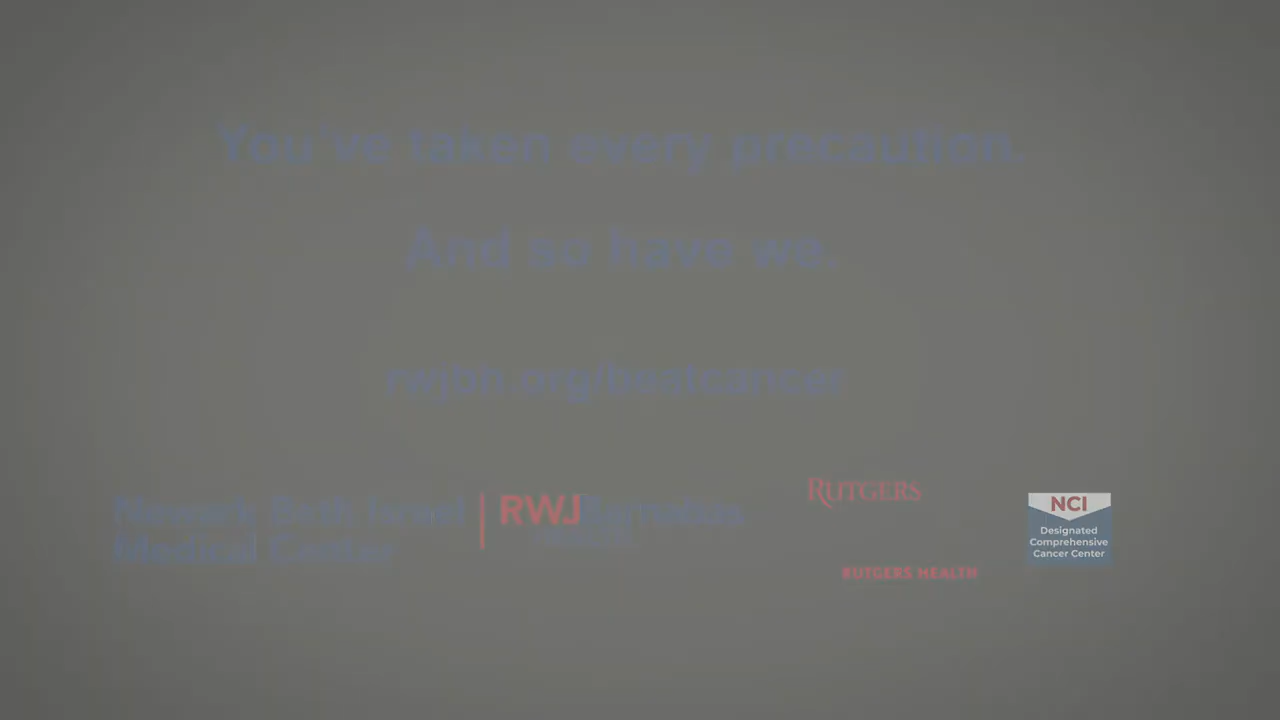 You've taken every precaution.
And so have we.
rwjbh.org/beatcancer
Newark Beth Israel
Medical Center
RWJBarnabas
RUTGERS
RUTGERS HEALTH
NCI
Designated
Comprehensive
Cancer Center